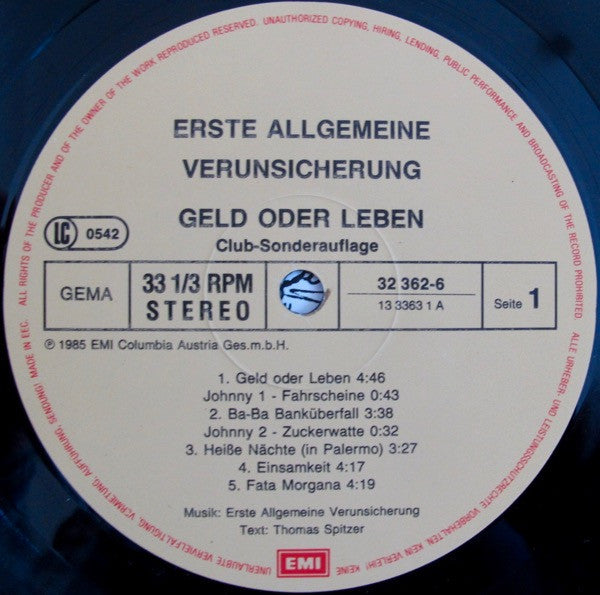 ALL RIGHTS OF THE PRODUCER AND OF THE OWNER OF THE WORK REPRODUCED RESERVED. UNAUTHORIZED COPYING, HIRING, LENDING, PUBLIC PERFORMANCE AND BROADCASTING OF THE RECORD PROHIBITED.
ALLE URHEBER- UND LEISTUNGSSCHUTZRECHTE VORBEHALTEN KEIN VERLEIH! KEINE UNERLAUBTE VERVIELFÄLTIGUNG, VERMIETUNG, AUFFÜHRUNG, SENDUNG! MADE IN EEC.
ERSTE ALLGEMEINE
VERUNSICHERUNG
GELD ODER LEBEN
Club-Sonderauflage
LC 0542
GEMA
33 1/3 RPM
STEREO
32 362-6
13 3363 1 A
Seite 1
℗ 1985 EMI Columbia Austria Ges.m.b.H.
1. Geld oder Leben 4:46
Johnny 1 - Fahrscheine 0:43
2. Ba-Ba Banküberfall 3:38
Johnny 2 - Zuckerwatte 0:32
3. Heiße Nächte (in Palermo) 3:27
4. Einsamkeit 4:17
5. Fata Morgana 4:19
Musik: Erste Allgemeine Verunsicherung
Text: Thomas Spitzer
EMI